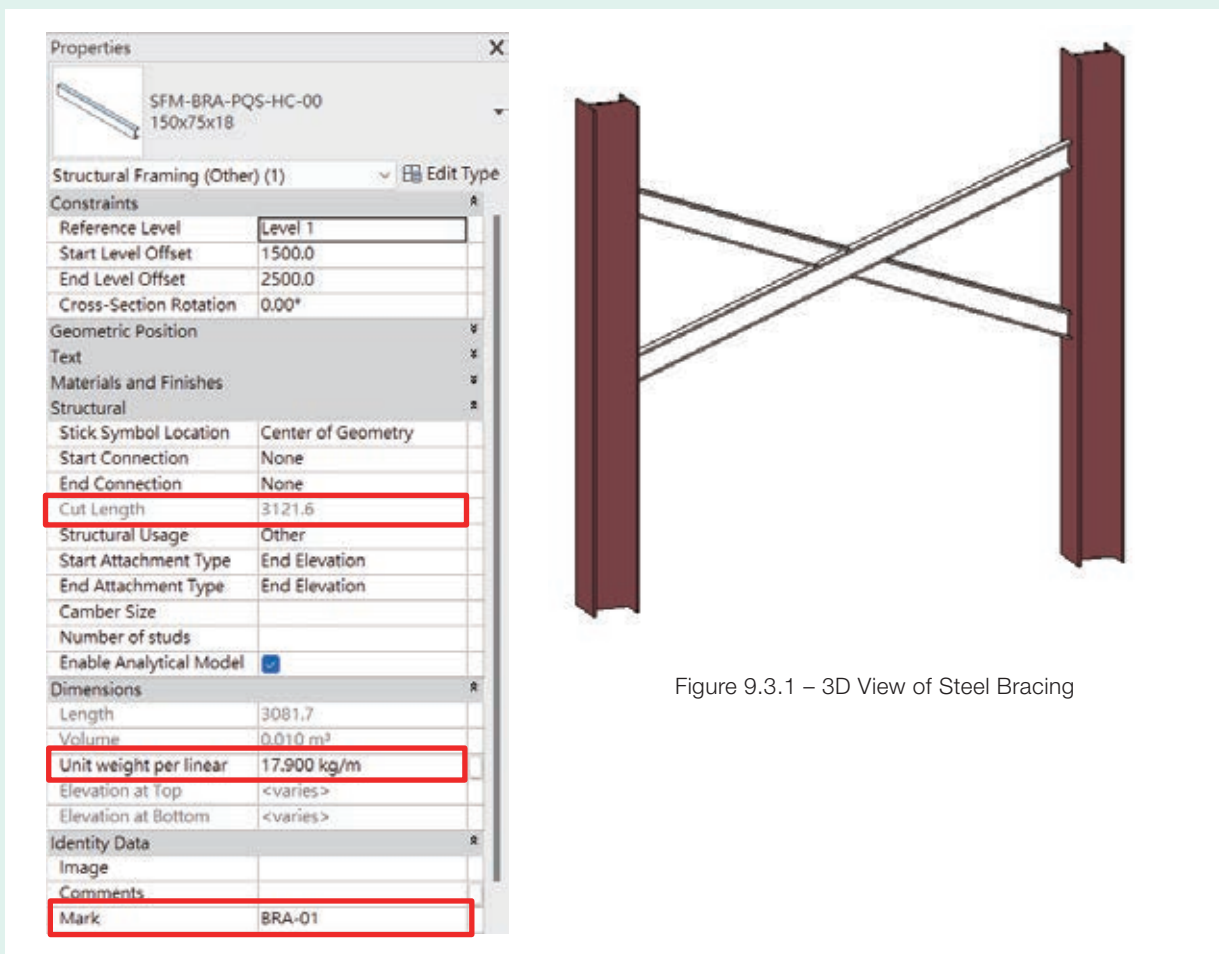 Properties X
SFM-BRA-PQS-HC-00
150x75x18
Structural Framing (Other) (1) Edit Type
Constraints
Reference Level Level 1
Start Level Offset 1500.0
End Level Offset 2500.0
Cross-Section Rotation 0.00°
Geometric Position
Text
Materials and Finishes
Structural
Stick Symbol Location Center of Geometry
Start Connection None
End Connection None
Cut Length 3121.6
Structural Usage Other
Start Attachment Type End Elevation
End Attachment Type End Elevation
Camber Size
Number of studs
Enable Analytical Model
Dimensions
Length 3081.7
Volume 0.010 m³
Unit weight per linear 17.900 kg/m
Elevation at Top <varies>
Elevation at Bottom <varies>
Identity Data
Image
Comments
Mark BRA-01
Figure 9.3.1 – 3D View of Steel Bracing